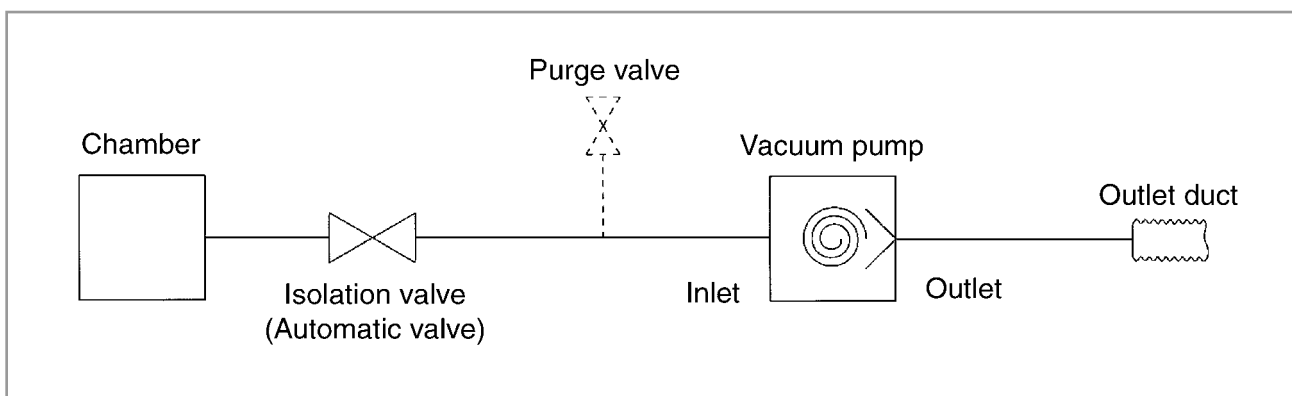 Purge valve
Chamber
Vacuum pump
Outlet duct
Inlet
Outlet
Isolation valve
(Automatic valve)